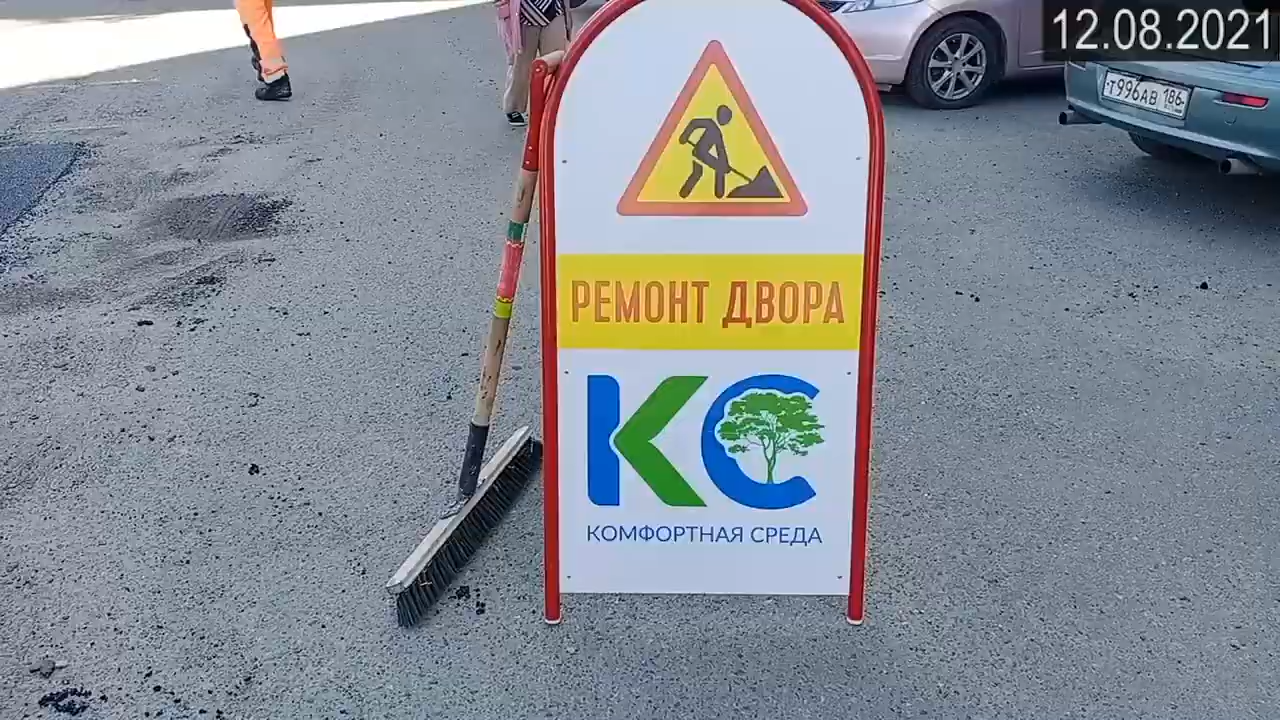 12.08.2021
Т996АВ 186
РЕМОНТ ДВОРА
КС
КОМФОРТНАЯ СРЕДА